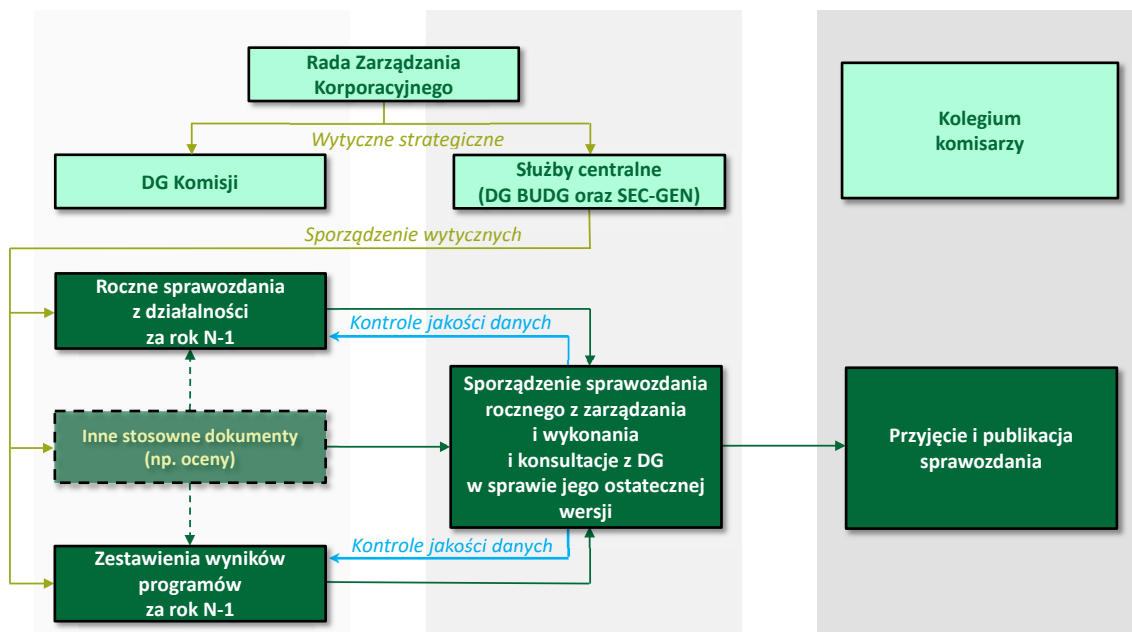 Rada Zarządzania
Korporacyjnego
Kolegium
komisarzy
Wytyczne strategiczne
DG Komisji
Służby centralne
(DG BUDG oraz SEC-GEN)
Sporządzenie wytycznych
Roczne sprawozdania
z działalności
za rok N-1
Kontrole jakości danych
Sporządzenie sprawozdania
rocznego z zarządzania
i wykonania
i konsultacje z DG
w sprawie jego ostatecznej
wersji
Inne stosowne dokumenty
(np. oceny)
Przyjęcie i publikacja
sprawozdania
Kontrole jakości danych
Zestawienia wyników
programów
za rok N-1